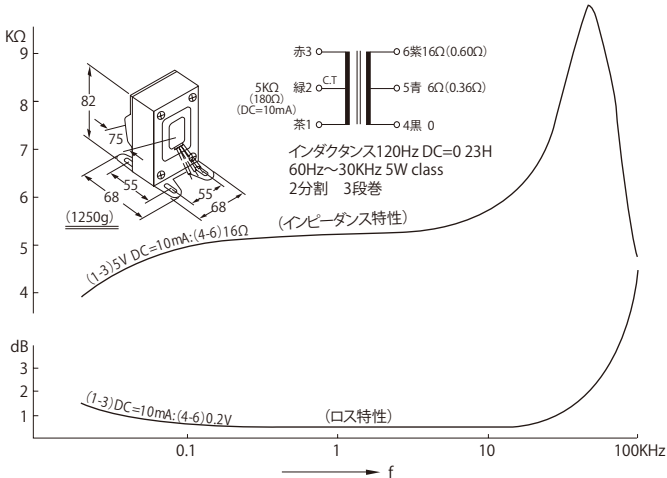 KΩ
9
8
7
6
5
4
dB
3
2
1
82
75
55
68
55
68
(1250g)
赤3
6紫16Ω(0.60Ω)
5KΩ
(180Ω)
(DC=10mA)
緑2
C.T
5青 6Ω(0.36Ω)
茶1
4黒 0
インダクタンス120Hz DC=0 23H
60Hz～30KHz 5W class
2分割 3段巻
(インピーダンス特性)
(1-3)5V DC=10mA:(4-6)16Ω
(1-3)DC=10mA:(4-6)0.2V
(ロス特性)
0.1
1
10
100KHz
f